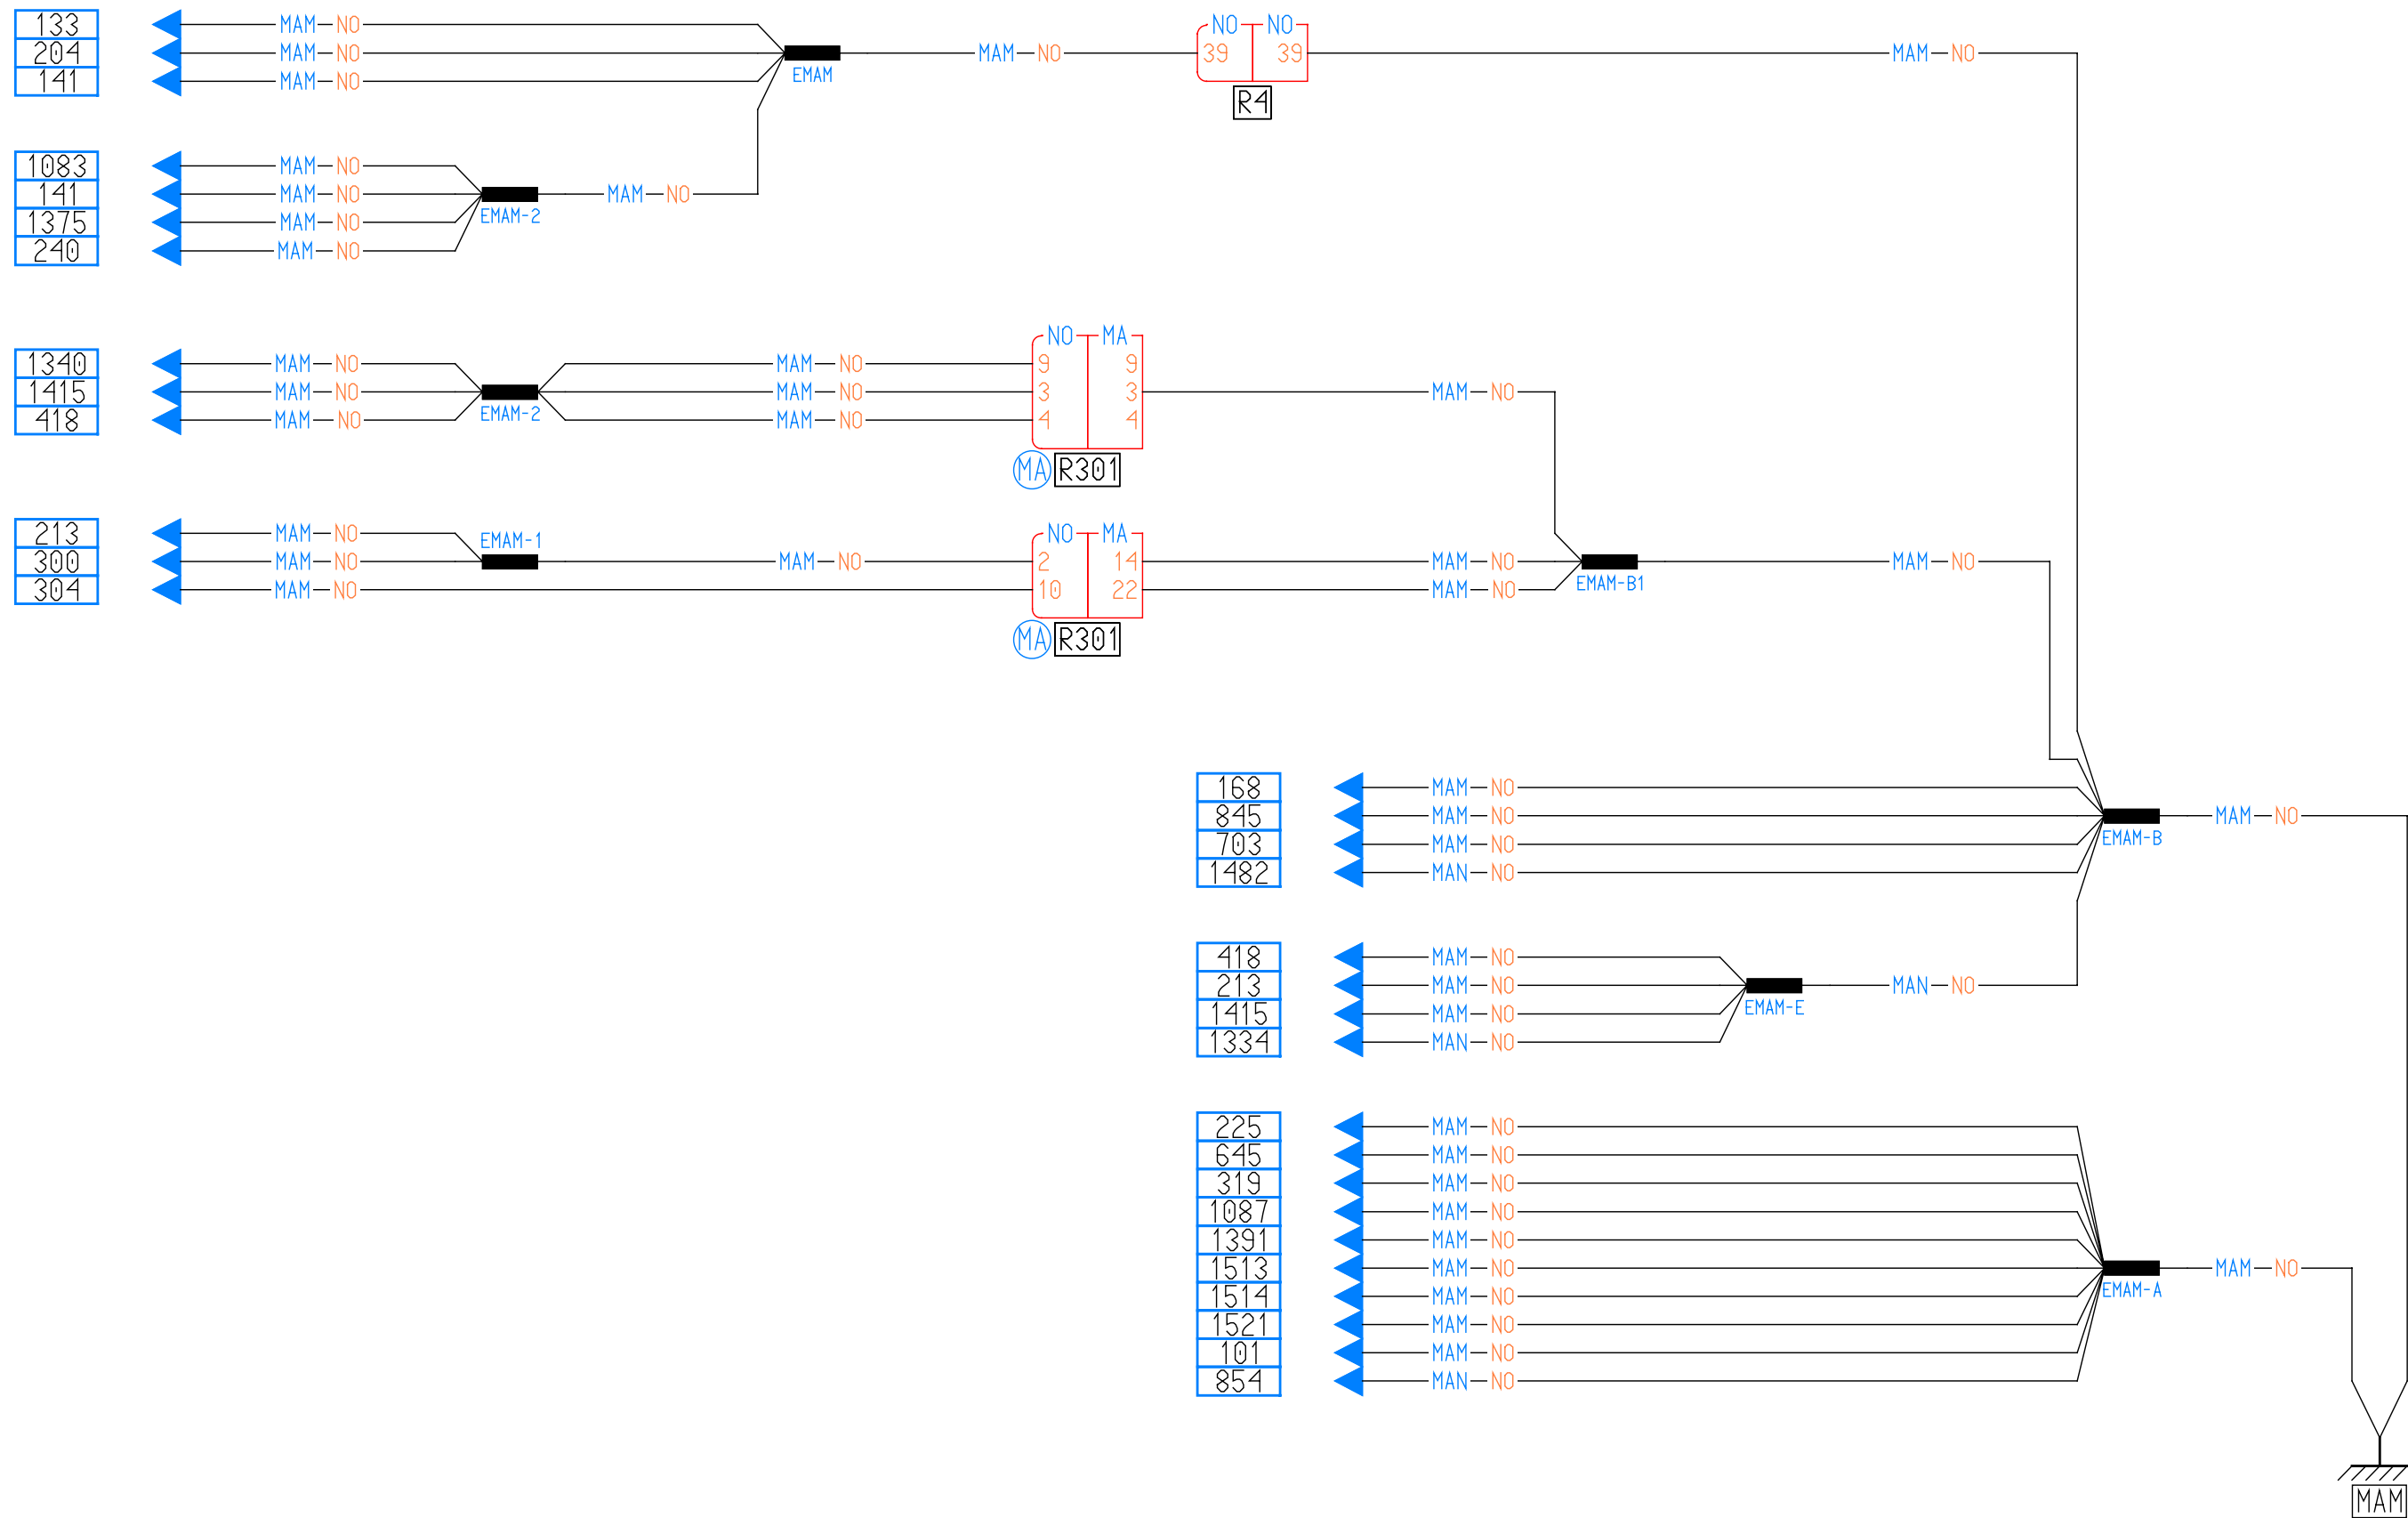 133 MAM NO NO NO
204 MAM NO MAM NO 39 39 MAM NO
141 MAM NO EMAM
R4
1083 MAM NO
141 MAM NO MAM NO
1375 MAM NO EMAM-2
240 MAM NO
NO MA
1340 MAM NO MAM NO 9 9
1415 MAM NO MAM NO 3 3 MAM NO
418 MAM NO EMAM-2 MAM NO 4 4
MA R301
213 MAM NO EMAM-1 NO MA
300 MAM NO MAM NO 2 14 MAM NO MAM NO
304 MAM NO 10 22 MAM NO EMAM-B1
MA R301
168 MAM NO
845 MAM NO MAM NO
703 MAM NO EMAM-B
1482 MAN NO
418 MAM NO
213 MAM NO MAN NO
1415 MAM NO EMAM-E
1334 MAN NO
225 MAM NO
645 MAM NO
319 MAM NO
1087 MAM NO
1391 MAM NO
1513 MAM NO MAM NO
1514 MAM NO EMAM-A
1521 MAM NO
101 MAM NO
854 MAN NO
MAM